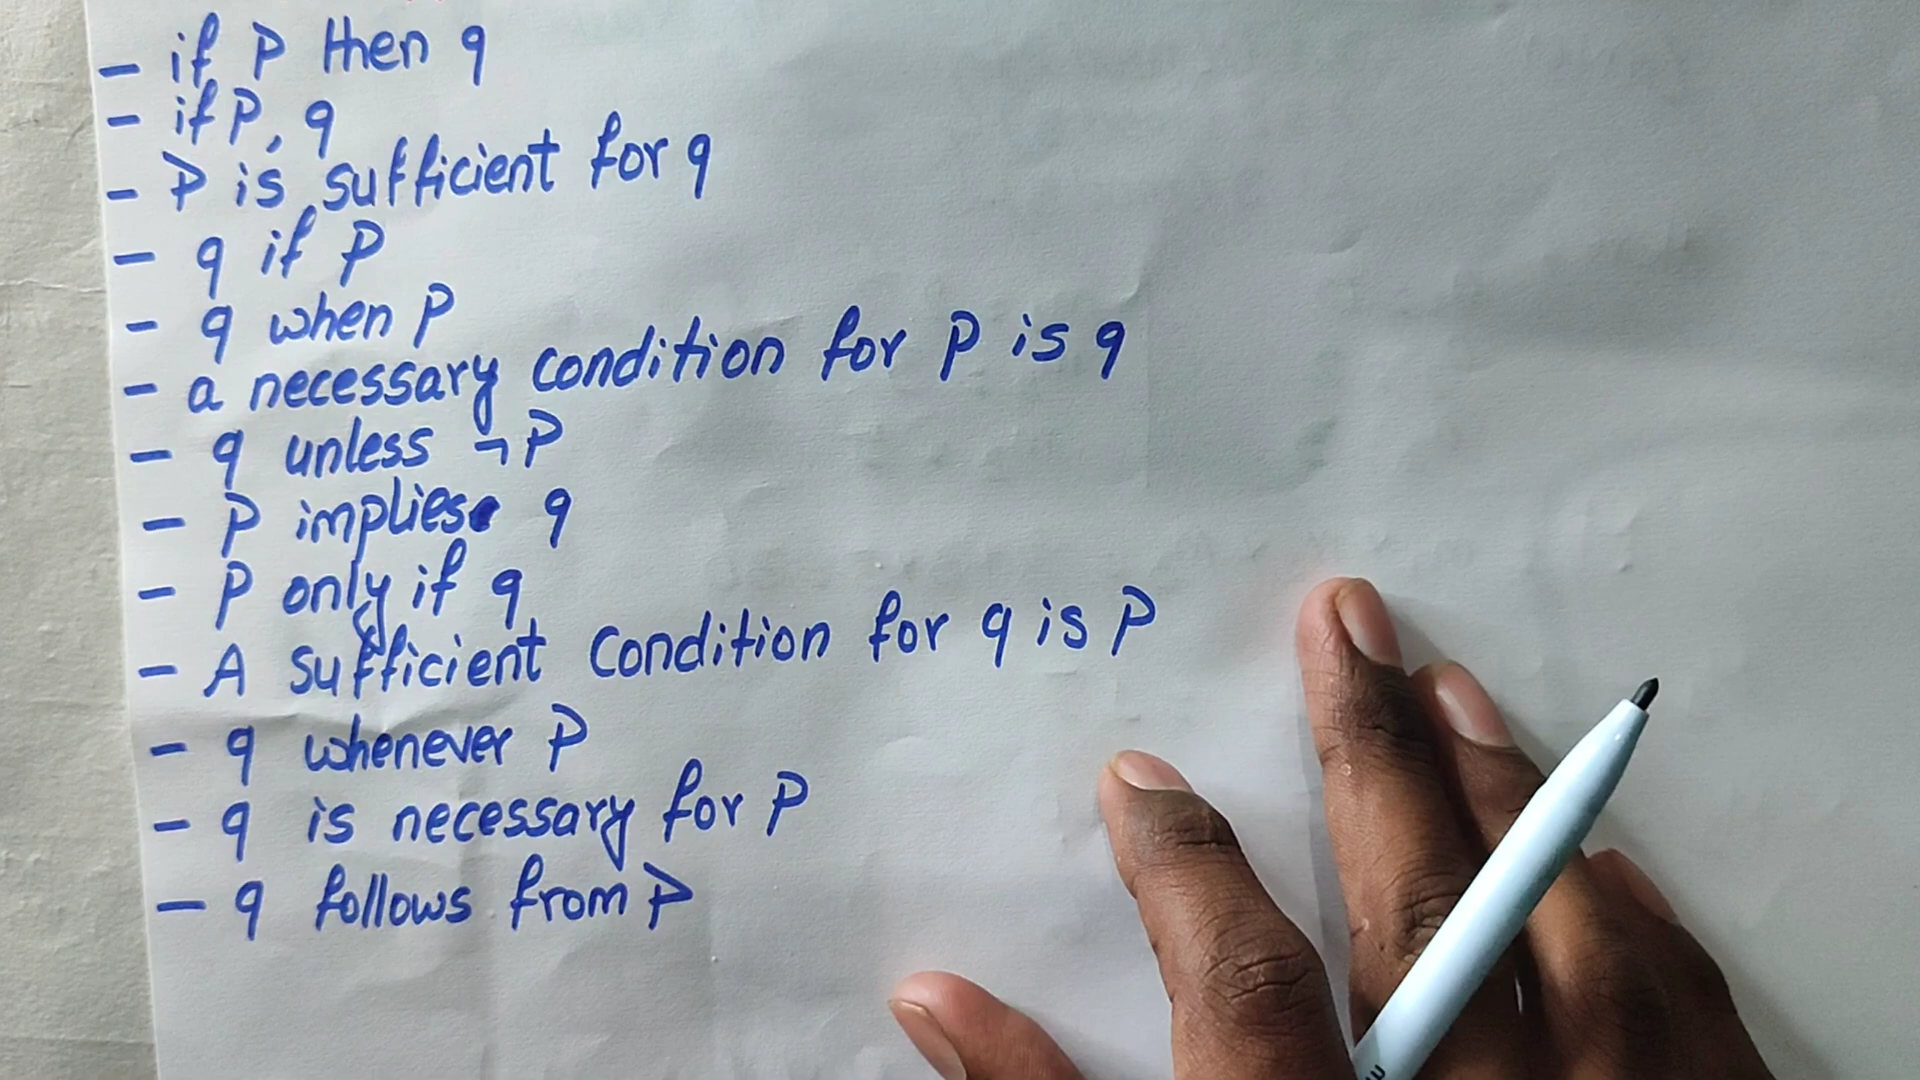 - if P then q
- if P, q
- P is sufficient for q
- q if P
- q when P
- a necessary condition for P is q
- q unless ¬P
- P implies q
- P only if q
- A sufficient condition for q is P
- q whenever P
- q is necessary for P
- q follows from P